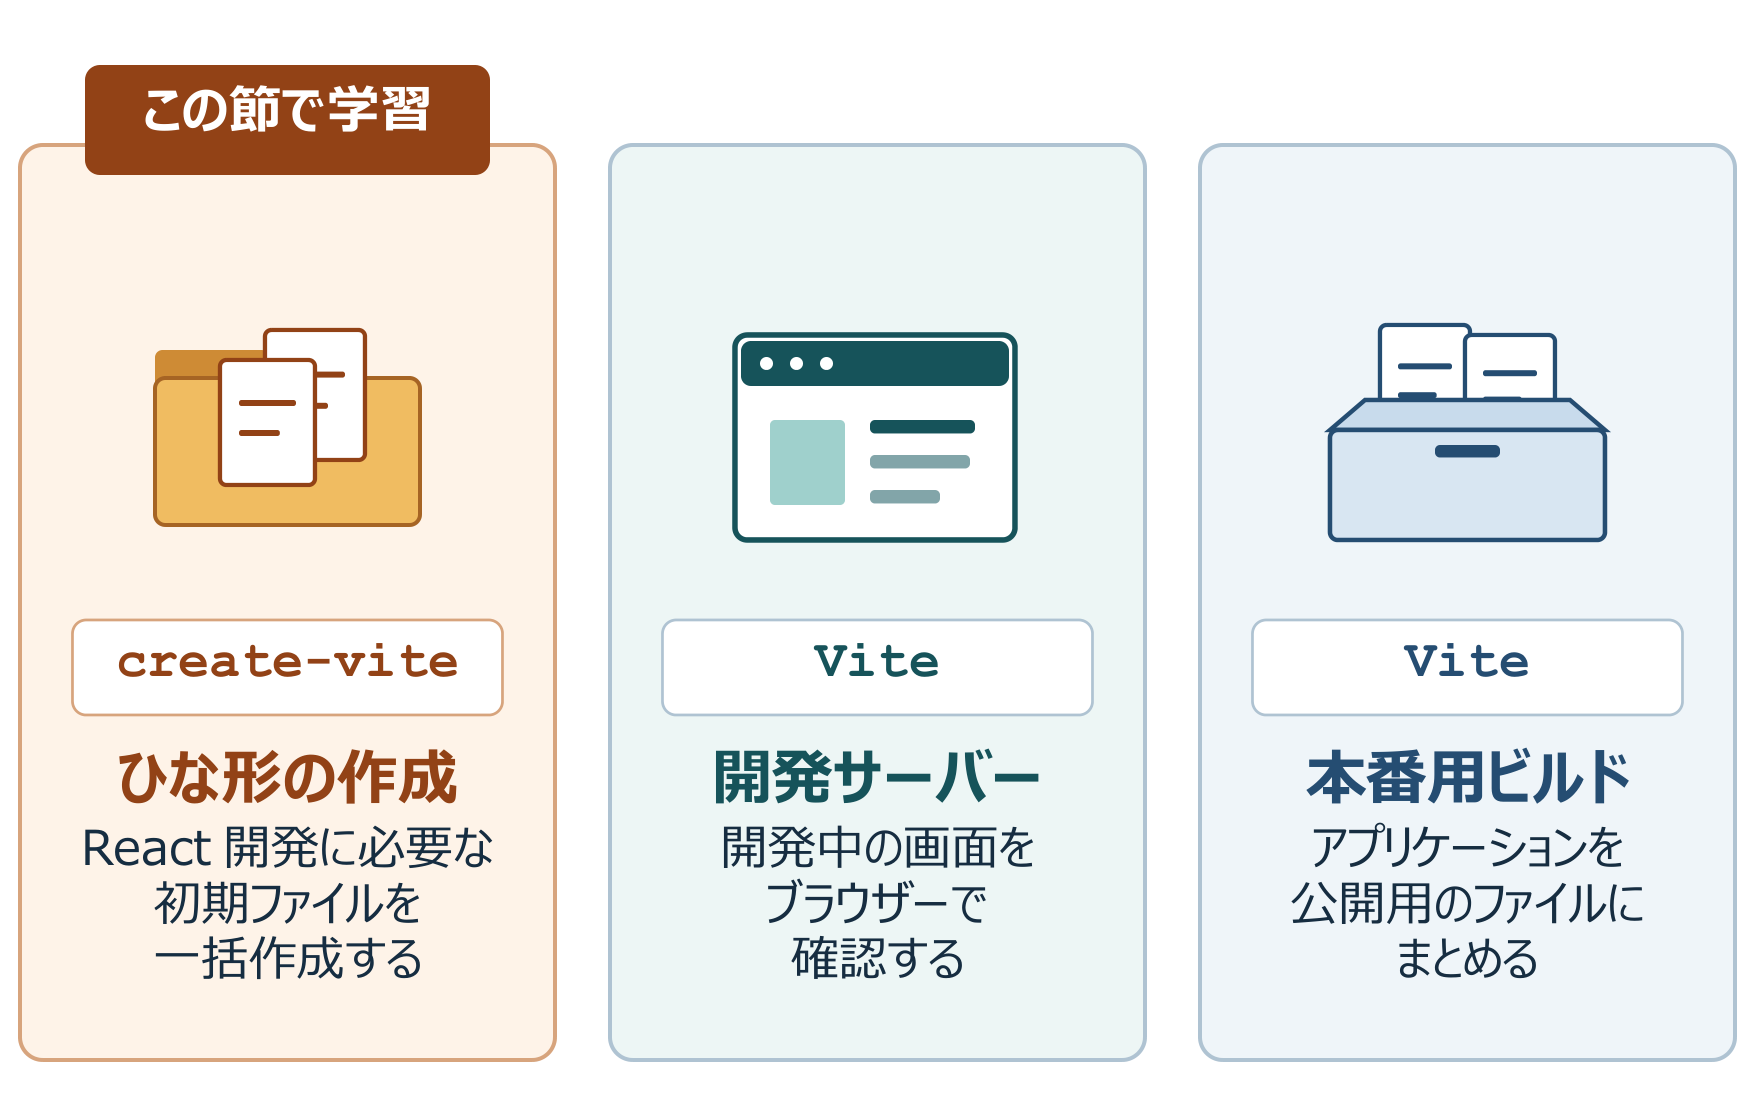 この節で学習
create-vite
ひな形の作成
React 開発に必要な
初期ファイルを
一括作成する
Vite
開発サーバー
開発中の画面を
ブラウザーで
確認する
Vite
本番用ビルド
アプリケーションを
公開用のファイルに
まとめる